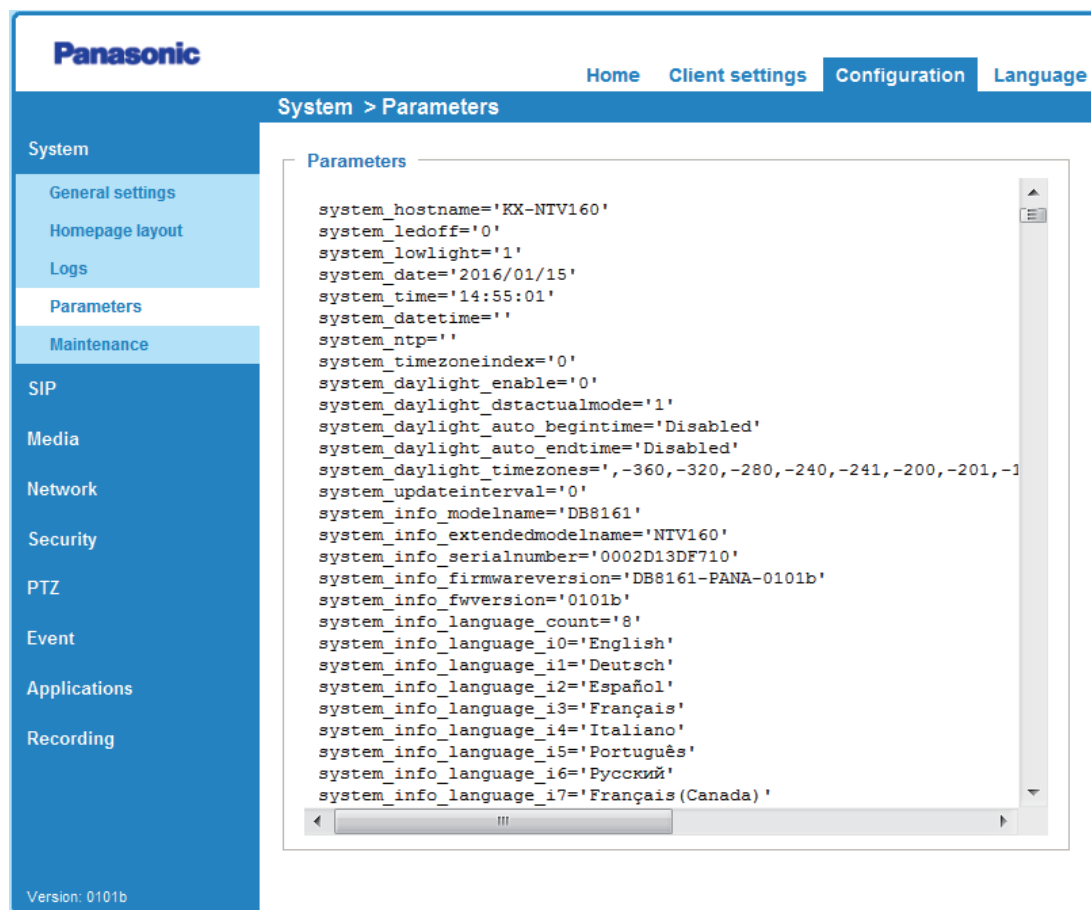 Panasonic
Home Client settings Configuration Language
System > Parameters
System
General settings
Homepage layout
Logs
Parameters
Maintenance
SIP
Media
Network
Security
PTZ
Event
Applications
Recording
Version: 0101b
Parameters
system_hostname='KX-NTV160'
system_ledoff='0'
system_lowlight='1'
system_date='2016/01/15'
system_time='14:55:01'
system_datetime=''
system_ntp=''
system_timezoneindex='0'
system_daylight_enable='0'
system_daylight_dstactualmode='1'
system_daylight_auto_begintime='Disabled'
system_daylight_auto_endtime='Disabled'
system_daylight_timezones=',-360,-320,-280,-240,-241,-200,-201,-1
system_updateinterval='0'
system_info_modelname='DB8161'
system_info_extendedmodelname='NTV160'
system_info_serialnumber='0002D13DF710'
system_info_firmwareversion='DB8161-PANA-0101b'
system_info_fwversion='0101b'
system_info_language_count='8'
system_info_language_i0='English'
system_info_language_i1='Deutsch'
system_info_language_i2='Español'
system_info_language_i3='Français'
system_info_language_i4='Italiano'
system_info_language_i5='Português'
system_info_language_i6='Русский'
system_info_language_i7='Français(Canada)'